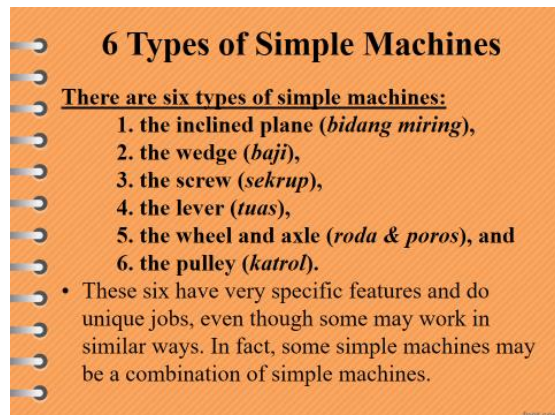 6 Types of Simple Machines
There are six types of simple machines:
1. the inclined plane (bidang miring),
2. the wedge (baji),
3. the screw (sekrup),
4. the lever (tuas),
5. the wheel and axle (roda & poros), and
6. the pulley (katrol).
• These six have very specific features and do
unique jobs, even though some may work in
similar ways. In fact, some simple machines may
be a combination of simple machines.